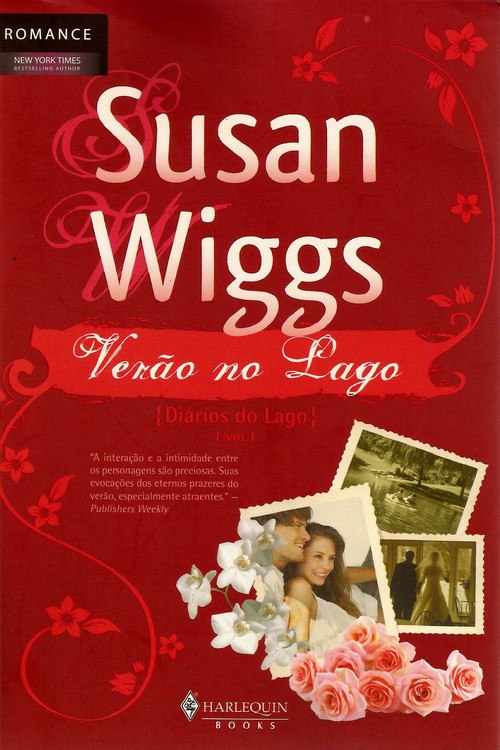 ROMANCE
NEW YORK TIMES
BESTSELLING AUTHOR
Susan
Wiggs
Verão no Lago
{Diários do Lago}
Livro 1
“A interação e a intimidade entre
os personagens são preciosas. Suas
evocações dos eternos prazeres do
verão, especialmente atraentes.” —
Publishers Weekly
HARLEQUIN
BOOKS